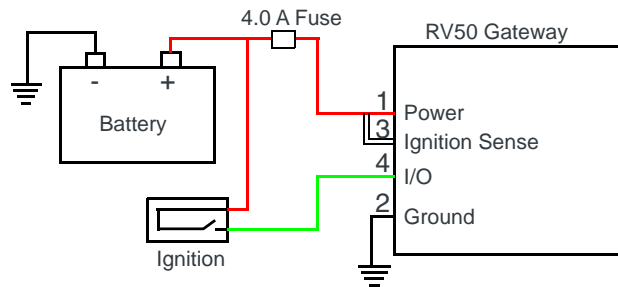 4.0 A Fuse
RV50 Gateway
- +
Battery
1 Power
3 Ignition Sense
4 I/O
2 Ground
Ignition